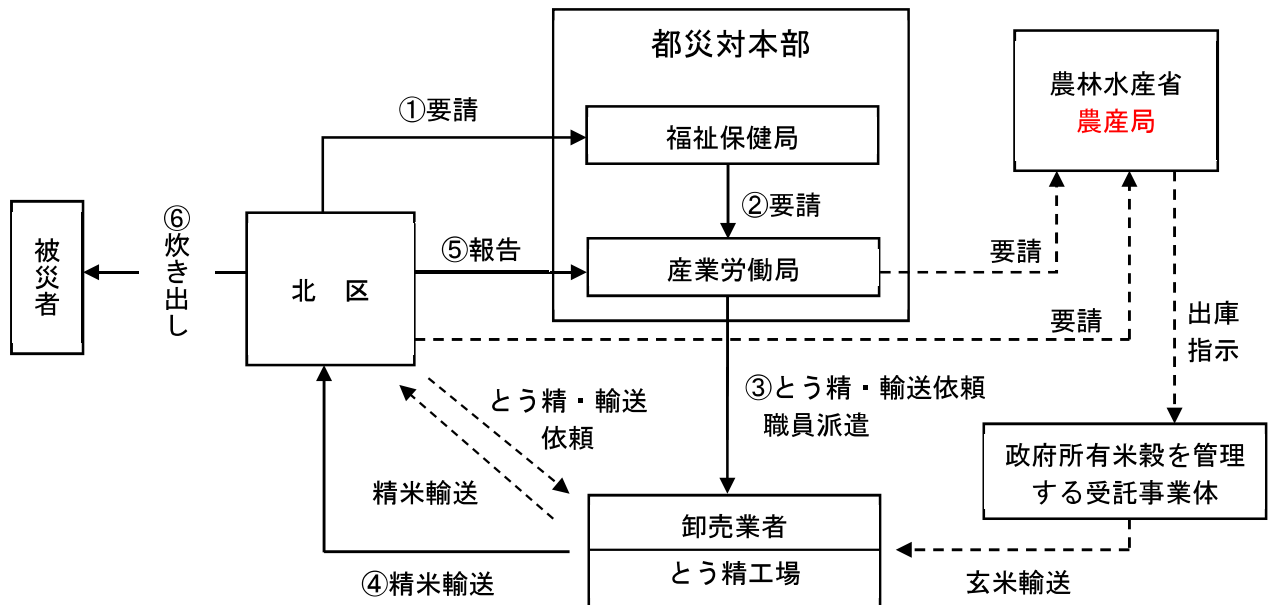 都災対本部
農林水産省
農産局
①要請
福祉保健局
②要請
⑥炊き出し
被災者
⑤報告
産業労働局
北　区
要請
要請
出庫
指示
とう精・輸送
依頼
③とう精・輸送依頼
職員派遣
政府所有米穀を管理
する受託事業体
精米輸送
卸売業者
とう精工場
④精米輸送
玄米輸送